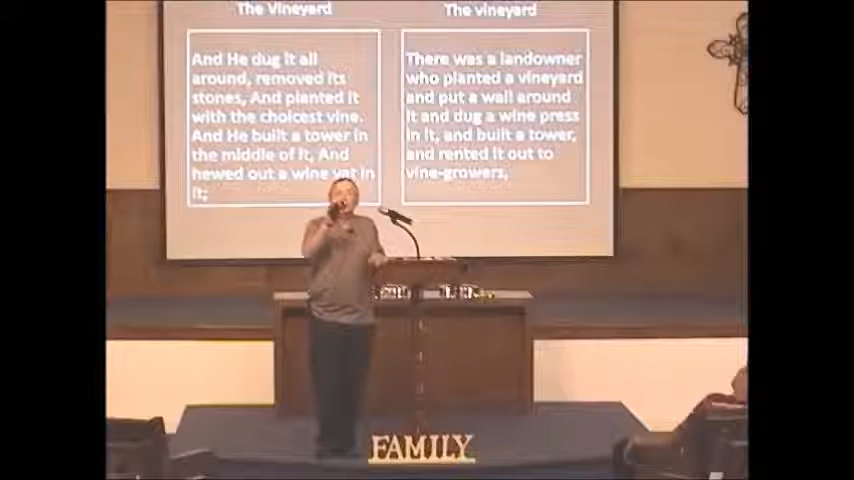 The Vineyard
And He dug it all
around, removed its
stones, And planted it
with the choicest vine.
And He built a tower in
the middle of it, And
hewed out a wine vat in
it;
The vineyard
There was a landowner
who planted a vineyard
and put a wall around
it and dug a wine press
in it, and built a tower,
and rented it out to
vine-growers,
FAMILY